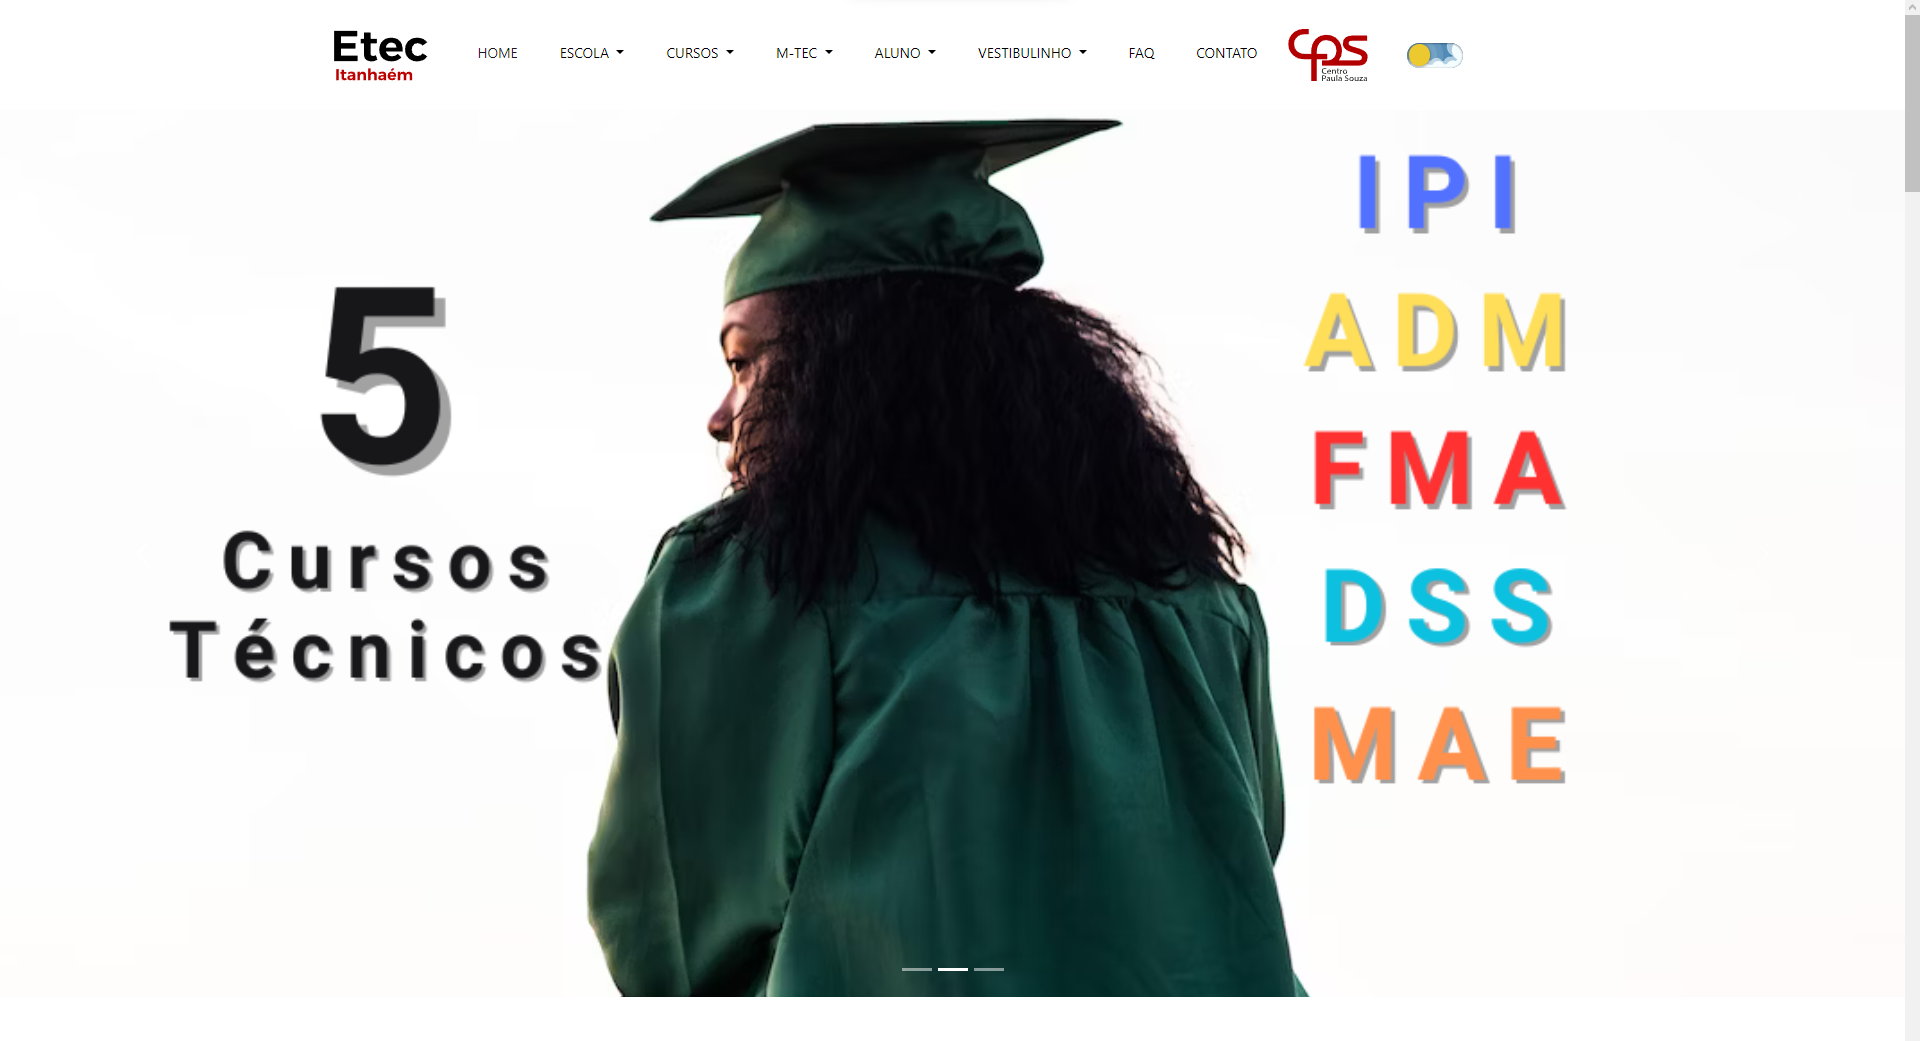 Etec
Itanhaém
HOME
ESCOLA
CURSOS
M-TEC
ALUNO
VESTIBULINHO
FAQ
CONTATO
CPS
Centro
Paula Souza
5
Cursos
Técnicos
IPI
ADM
FMA
DSS
MAE